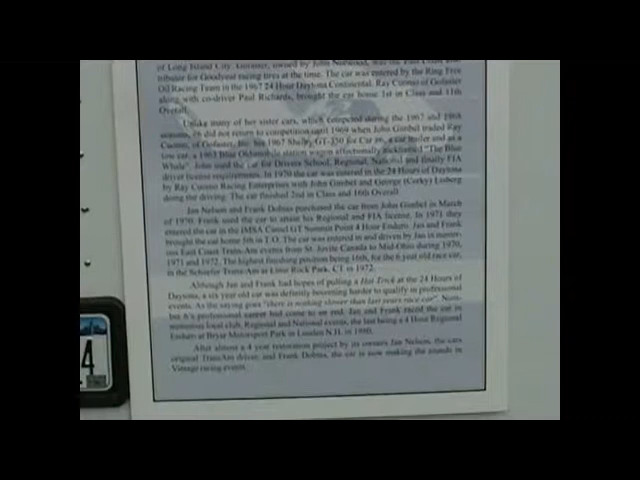 of Long Island City. Gofaster, owned by John Norwood, was the East Coast dis-
tributor for Goodyear racing tires at the time. The car was entered by the Ring Free
Oil Racing Team in the 1967 24 Hour Daytona Continental. Ray Cuomo of Gofaster
along with co-driver Paul Richards, brought the car home 1st in Class and 11th
Overall.
Unlike many of her sister cars, which competed during the 1967 and 1968
seasons, #6 did not return to competition until 1969 when John Gimbel traded Ray
Cuomo, of Gofaster, Inc. his 1967 Shelby GT-350 for Car #6, a car trailer and as a
tow car, a 1963 Blue Oldsmobile station wagon affectionally nicknamed "The Blue
Whale". John used the car for Drivers School, Regional, National and finally FIA
driver license requirements. In 1970 the car was entered in the 24 Hours of Daytona
by Ray Cuomo Racing Enterprises with John Gimbel and George (Corky) Lisberg
doing the driving. The car finished 2nd in Class and 16th Overall.
Jan Nelson and Frank Dolnas purchased the car from John Gimbel in March
of 1970. Frank used the car to attain his Regional and FIA license. In 1971 they
entered the car in the IMSA Camel GT Summit Point 4 Hour Enduro. Jan and Frank
brought the car home 5th in T.O. The car was entered in and driven by Jan in numer-
ous East Coast Trans-Am events from St. Jovite Canada to Mid-Ohio during 1970,
1971 and 1972. The highest finishing position being 16th, for the 6 year old race car,
in the Schaefer Trans-Am at Lime Rock Park, CT in 1972.
Although Jan and Frank had hopes of pulling a Hat Trick at the 24 Hours of
Daytona, a six year old car was definitly becoming harder to qualify in professional
events. As the saying goes "there is nothing slower than last years race car". Num-
ber 6's professional career had come to an end. Jan and Frank raced the car in
numerous local club, Regional and National events, the last being a 4 Hour Regional
Enduro at Bryar Motorsport Park in Loudon N.H. in 1980.
After almost a 4 year restoration project by its owners Jan Nelson, the cars
original TransAm driver, and Frank Dolnas, the car is now making the rounds in
Vintage racing events.
4